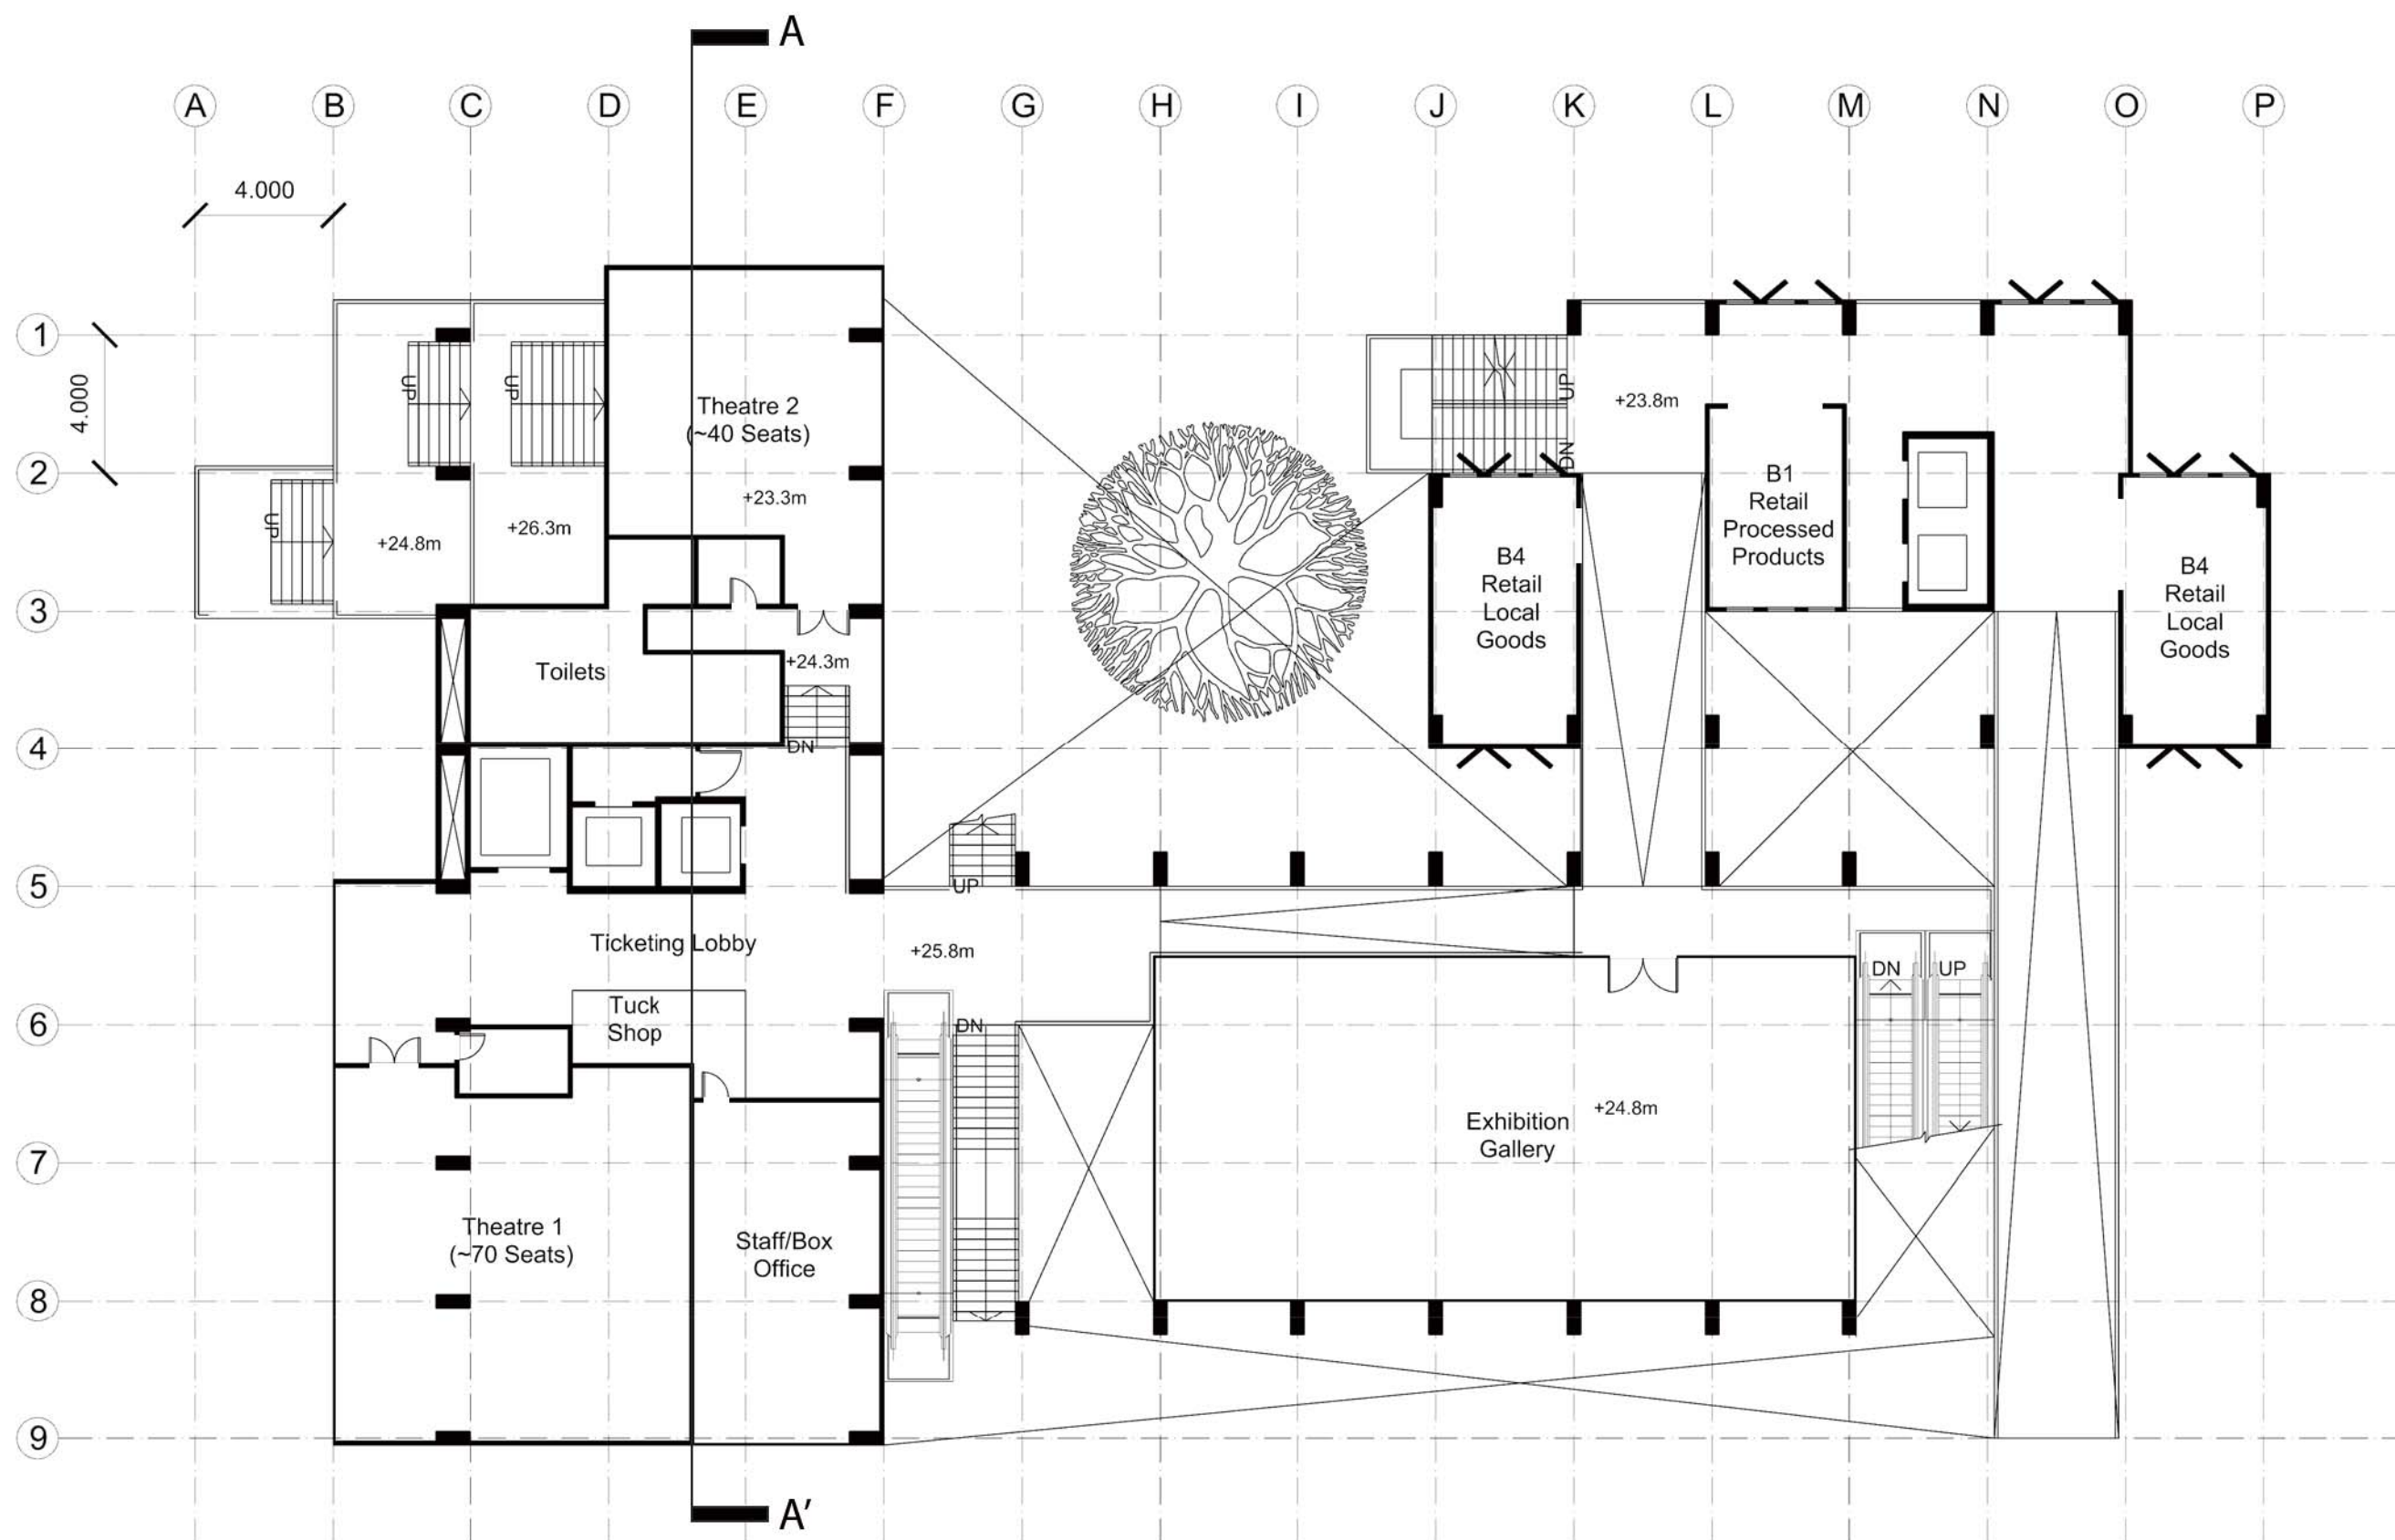 A
A B C D E F G H I J K L M N O P
4.000
1
4.000
UP
UP
Theatre 2
(~40 Seats)
UP
+23.8m
2
DN
UP
+24.8m
+26.3m
+23.3m
B1
Retail
Processed
Products
B4
Retail
Local
Goods
B4
Retail
Local
Goods
3
Toilets
+24.3m
4
DN
5
UP
Ticketing Lobby
+25.8m
DN
UP
Tuck
Shop
6
DN
Exhibition
Gallery
+24.8m
7
Theatre 1
(~70 Seats)
Staff/Box
Office
8
9
A’